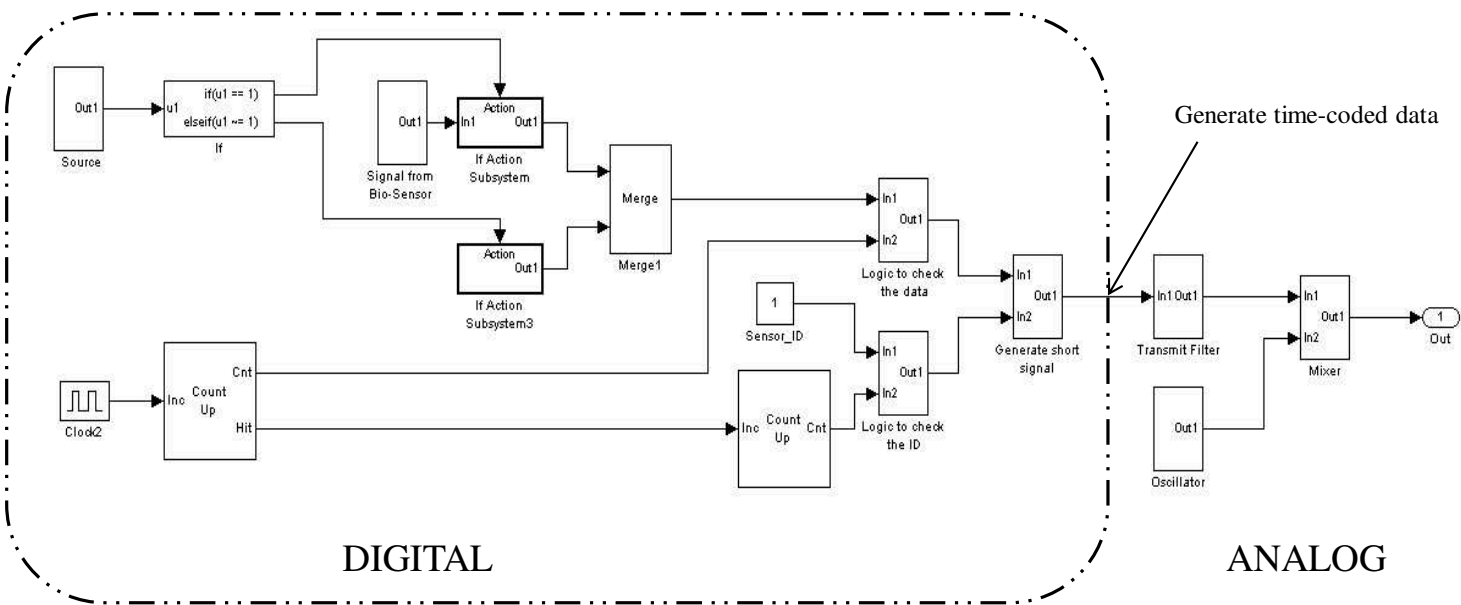 Out1
Source
u1
if(u1 == 1)
elseif(u1 ~= 1)
If
Out1
Signal from
Bio-Sensor
Action
In1
Out1
If Action
Subsystem
Action
Out1
If Action
Subsystem3
Merge
Merge1
In1
In2
Out1
Logic to check
the data
1
Sensor_ID
In1
In2
Out1
Logic to check
the ID
Clock2
Inc
Count
Up
Cnt
Hit
Inc
Count
Up
Cnt
In1
In2
Out1
Generate short
signal
Generate time-coded data
In1
Out1
Transmit Filter
Out1
Oscillator
In1
In2
Out1
Mixer
1
Out
DIGITAL
ANALOG